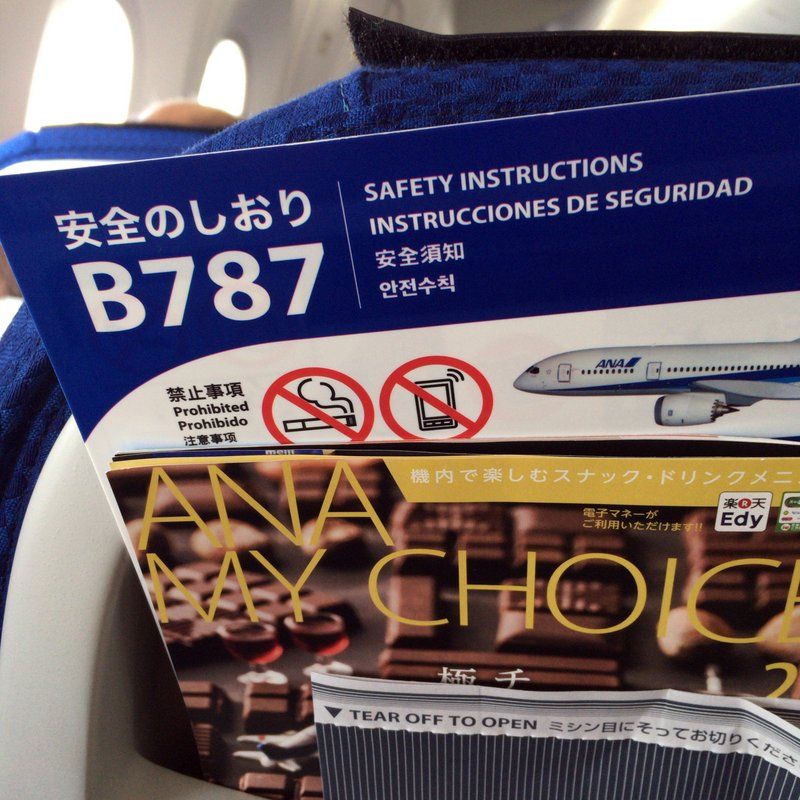 安全のしおり
B787
SAFETY INSTRUCTIONS
INSTRUCCIONES DE SEGURIDAD
安全須知
안전수칙
禁止事項
Prohibited
Prohibido
注意事項
ANA
機内で楽しむスナック・ドリンクメニ
電子マネーが
ご利用いただけます!!
楽天
Edy
ANA
MY CHOICE
2
極 チ
▼ TEAR OFF TO OPEN ミシン目にそってお切りくださ